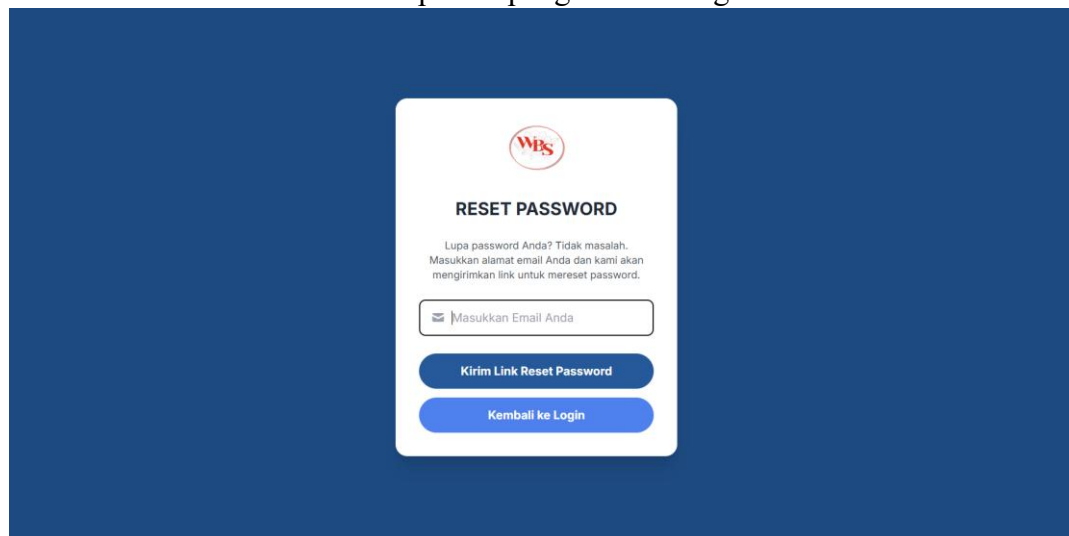 WBS
RESET PASSWORD
Lupa password Anda? Tidak masalah.
Masukkan alamat email Anda dan kami akan
mengirimkan link untuk mereset password.
Masukkan Email Anda
Kirim Link Reset Password
Kembali ke Login